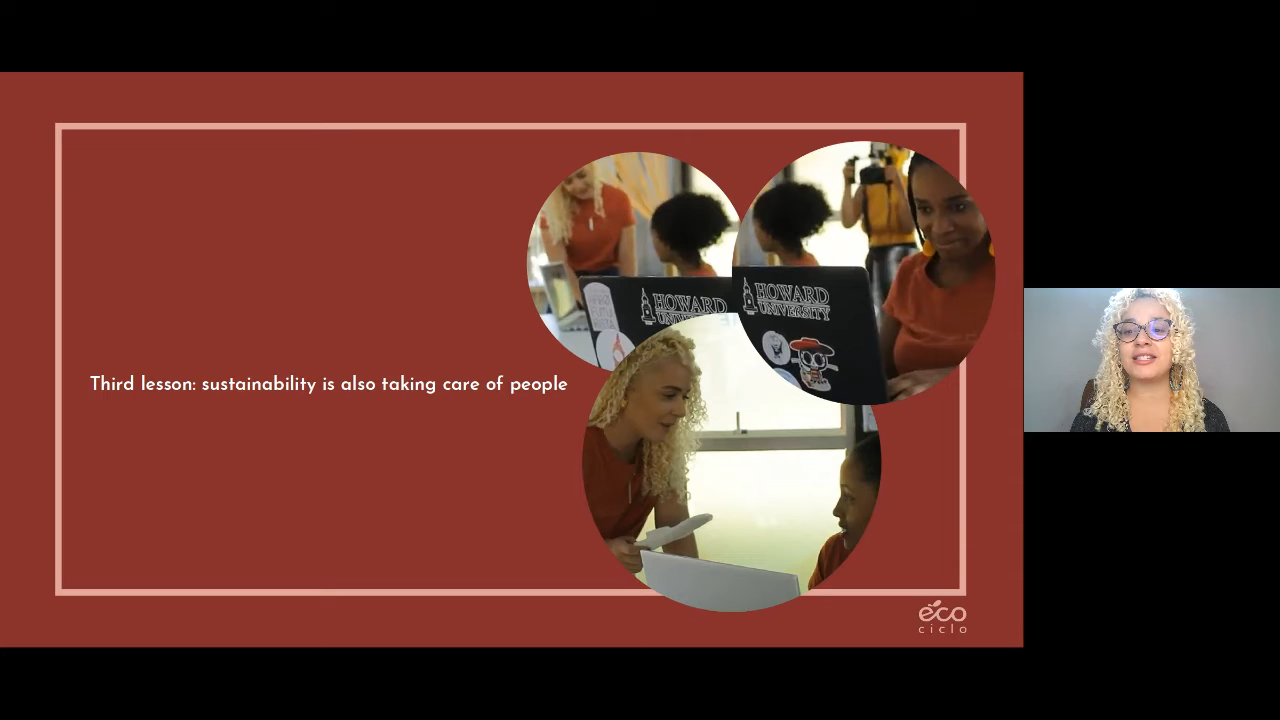 Third lesson: sustainability is also taking care of people
HOWARD
UNIVERSITY
HOWARD
UNIVERSITY
éco
ciclo